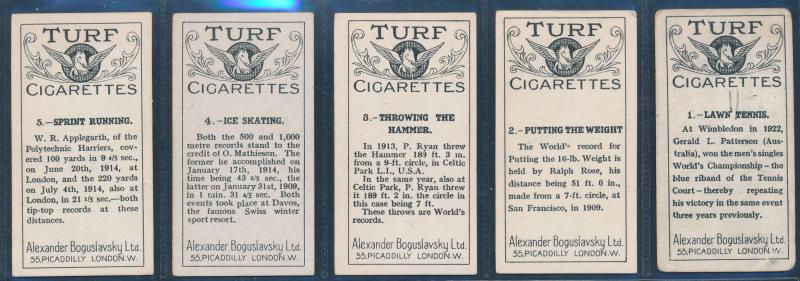 TURF
CIGARETTES
5.—SPRINT RUNNING.
W. R. Applegarth, of the
Polytechnic Harriers, cov-
ered 100 yards in 9 4/5 sec.,
on June 20th, 1914, at
London, and the 220 yards
on July 4th, 1914, also at
London, in 21 1/5 sec.—both
tip-top records at these
distances.
Alexander Boguslavsky Ltd.
55, PICCADILLY LONDON. W.
TURF
CIGARETTES
4.—ICE SKATING.
Both the 500 and 1,000
metre records stand to the
credit of O. Mathieson. The
former he accomplished on
January 17th, 1914, his
time being 43 2/5 sec., the
latter on January 31st, 1909,
in 1 min. 31 4/5 sec. Both
events took place at Davos,
the famous Swiss winter
sport resort.
Alexander Boguslavsky Ltd.
55, PICCADILLY LONDON. W.
TURF
CIGARETTES
3.—THROWING THE
HAMMER.
In 1913, P. Ryan threw
the Hammer 189 ft. 3 in.
from a 9-ft. circle, in Celtic
Park L.I., U.S.A.
In the same year, also at
Celtic Park, P. Ryan threw
it 189 ft. 2 in. the circle in
this case being 7 ft.
These throws are World's
records.
Alexander Boguslavsky Ltd.
55, PICCADILLY LONDON. W.
TURF
CIGARETTES
2.—PUTTING THE WEIGHT
The World's record for
Putting the 16-lb. Weight is
held by Ralph Rose, his
distance being 51 ft. 0 in.,
made from a 7-ft. circle, at
San Francisco, in 1909.
Alexander Boguslavsky Ltd.
55, PICCADILLY LONDON. W.
TURF
CIGARETTES
1.—LAWN TENNIS.
At Wimbledon in 1922,
Gerald L. Patterson (Aus-
tralia), won the men's singles
World's Championship—the
blue riband of the Tennis
Court—thereby repeating
his victory in the same event
three years previously.
Alexander Boguslavsky Ltd.
55, PICCADILLY LONDON. W.